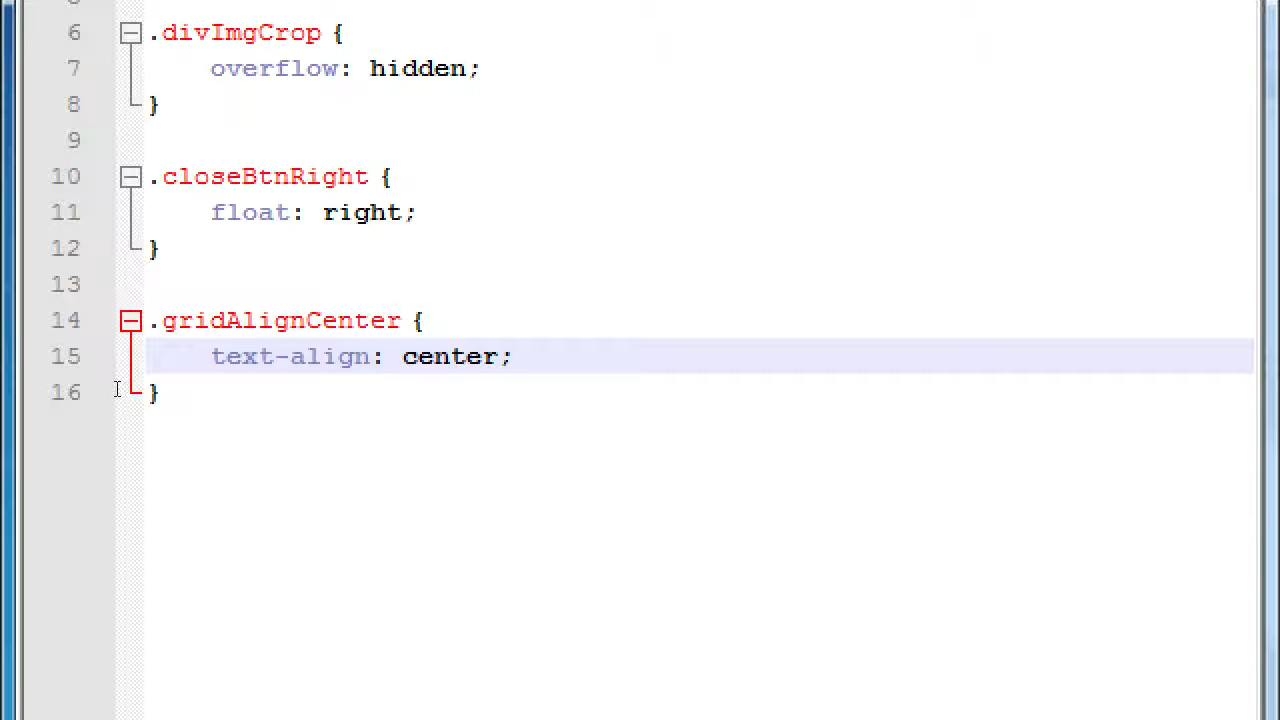 6 .divImgCrop {
7 overflow: hidden;
8 }
9
10 .closeBtnRight {
11 float: right;
12 }
13
14 .gridAlignCenter {
15 text-align: center;
16 }